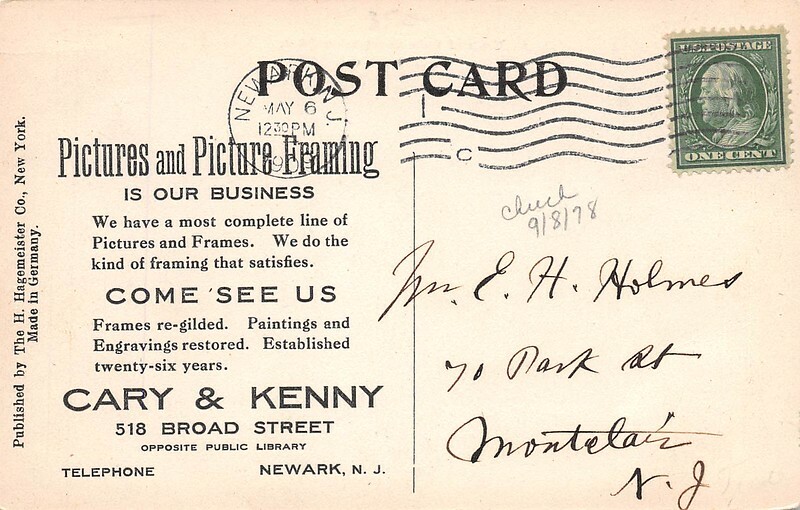 POST CARD
NEWARK, N.J.
MAY 6
12 30 PM
C
U.S. POSTAGE
ONE CENT
Pictures and Picture Framing
IS OUR BUSINESS
We have a most complete line of
Pictures and Frames. We do the
kind of framing that satisfies.
COME SEE US
Frames re-gilded. Paintings and
Engravings restored. Established
twenty-six years.
CARY & KENNY
518 BROAD STREET
OPPOSITE PUBLIC LIBRARY
TELEPHONE NEWARK, N. J.
Published by The H. Hagemeister Co., New York.
Made in Germany.
9/8/78
E. H. Holmes
70 Park St
Montclair
N. J